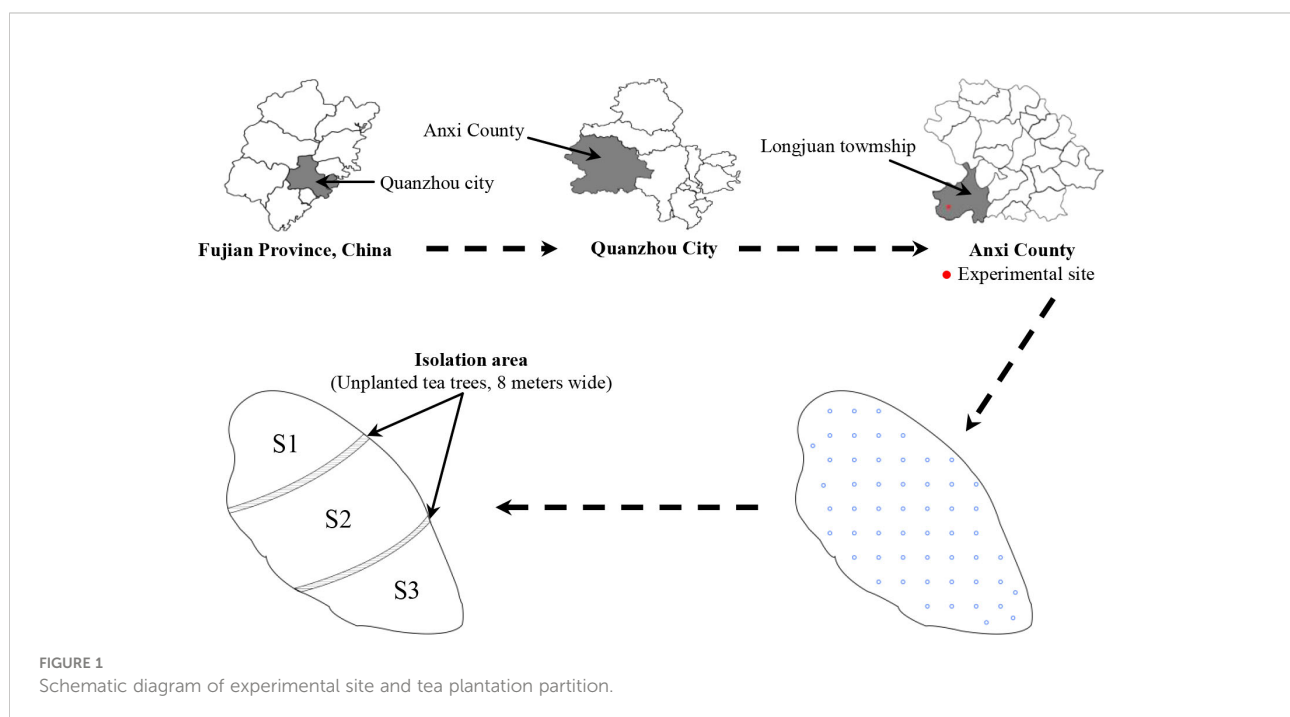 Anxi County
Longjuan towmship
Quanzhou city
Fujian Province, China
Quanzhou City
Anxi County
Experimental site
Isolation area
(Unplanted tea trees, 8 meters wide)
S1
S2
S3
FIGURE 1
Schematic diagram of experimental site and tea plantation partition.